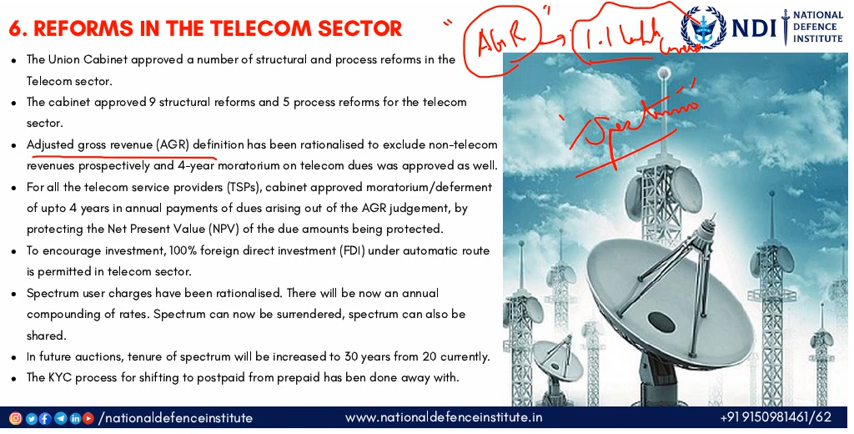 6. REFORMS IN THE TELECOM SECTOR
"AGR"
1.1
NDI
NATIONAL
DEFENCE
INSTITUTE
The Union Cabinet approved a number of structural and process reforms in the
Telecom sector.
The cabinet approved 9 structural reforms and 5 process reforms for the telecom
sector.
Adjusted gross revenue (AGR) definition has been rationalised to exclude non-telecom
revenues prospectively and 4-year moratorium on telecom dues was approved as well.
For all the telecom service providers (TSPs), cabinet approved moratorium/deferment
of upto 4 years in annual payments of dues arising out of the AGR judgement, by
protecting the Net Present Value (NPV) of the due amounts being protected.
To encourage investment, 100% foreign direct investment (FDI) under automatic route
is permitted in telecom sector.
Spectrum user charges have been rationalised. There will be now an annual
compounding of rates. Spectrum can now be surrendered, spectrum can also be
shared.
In future auctions, tenure of spectrum will be increased to 30 years from 20 currently.
The KYC process for shifting to postpaid from prepaid has ben done away with.
/nationaldefenceinstitute
www.nationaldefenceinstitute.in
+91 9150981461/62